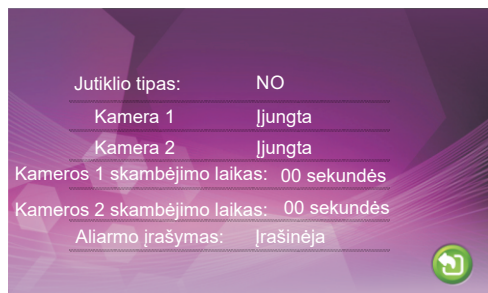 Jutiklio tipas: NO
Kamera 1 Įjungta
Kamera 2 Įjungta
Kameros 1 skambėjimo laikas: 00 sekundės
Kameros 2 skambėjimo laikas: 00 sekundės
Aliarmo įrašymas: Įrašinėja